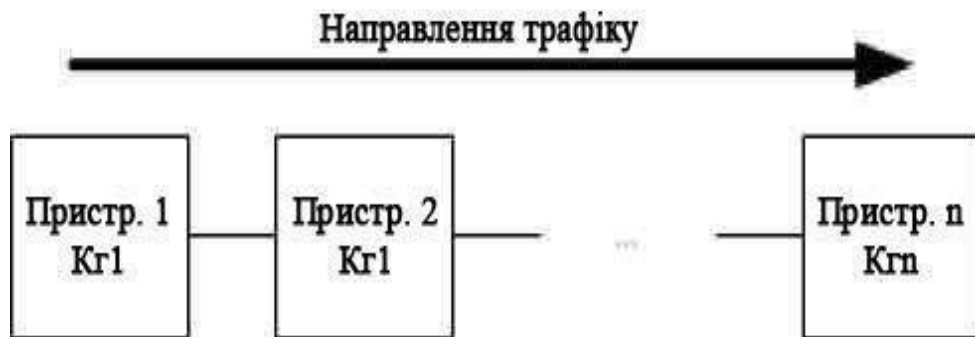 Направлення трафіку
Пристр. 1
Кг1
Пристр. 2
Кг1
...
Пристр. n
Кгn